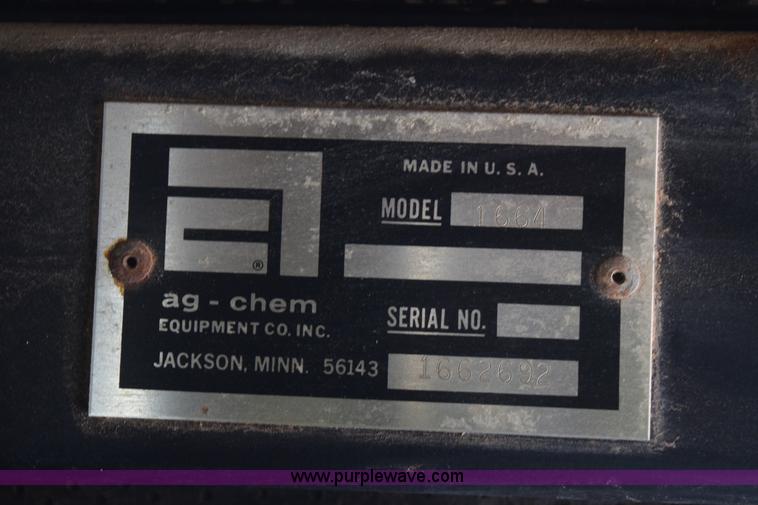 MADE IN U. S. A.
MODEL 1664
®
ag - chem
EQUIPMENT CO. INC.
SERIAL NO.
JACKSON, MINN. 56143
1662692
www.purplewave.com